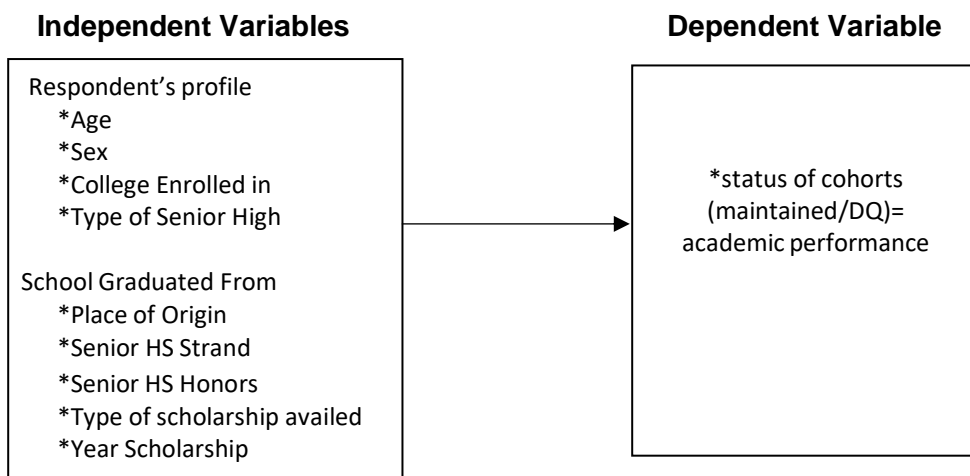 Independent Variables
Respondent's profile
*Age
*Sex
*College Enrolled in
*Type of Senior High
School Graduated From
*Place of Origin
*Senior HS Strand
*Senior HS Honors
*Type of scholarship availed
*Year Scholarship
Dependent Variable
*status of cohorts
(maintained/DQ)=
academic performance